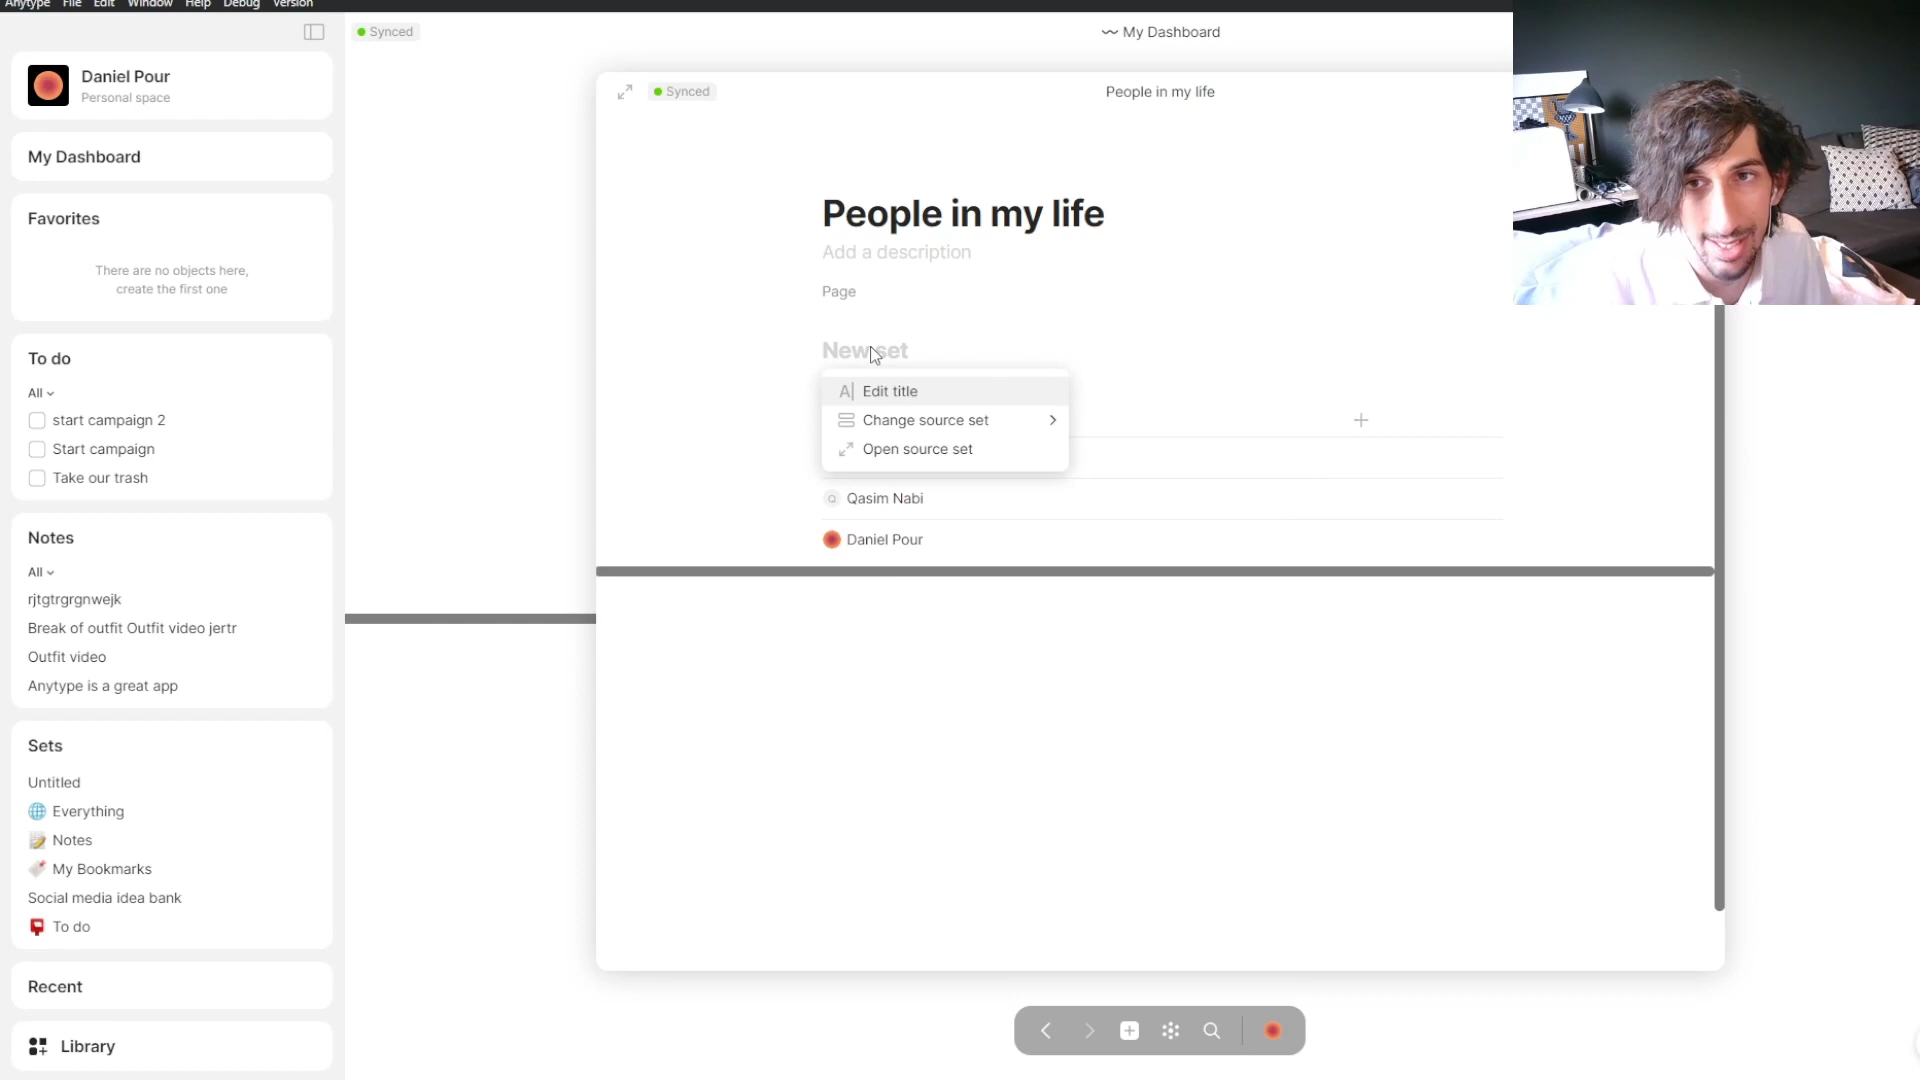 Anytype File Edit Window Help Debug Version
Daniel Pour
Personal space
My Dashboard
Favorites
There are no objects here,
create the first one
To do
All
start campaign 2
Start campaign
Take our trash
Notes
All
rjtgtrgrgnwejk
Break of outfit Outfit video jertr
Outfit video
Anytype is a great app
Sets
Untitled
Everything
Notes
My Bookmarks
Social media idea bank
To do
Recent
Library
Synced
My Dashboard
Synced
People in my life
People in my life
Add a description
Page
New set
A Edit title
Change source set
Open source set
Q Qasim Nabi
Daniel Pour